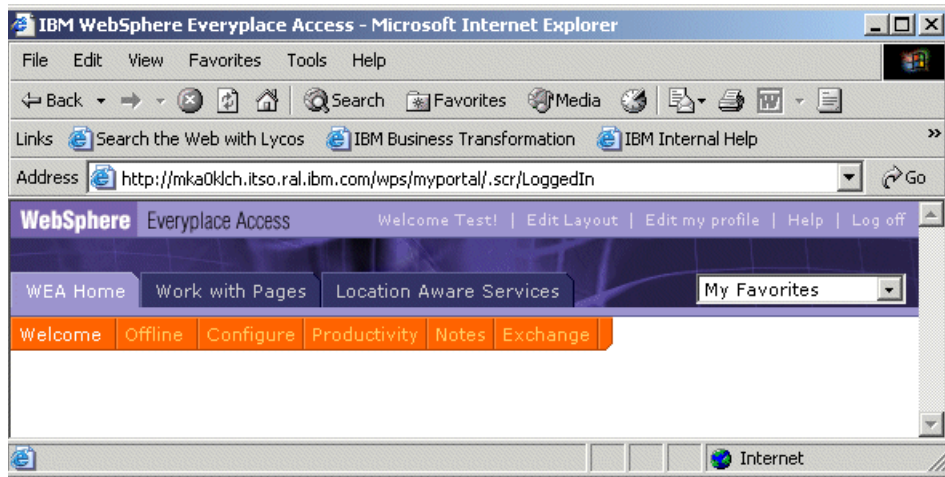 IBM WebSphere Everyplace Access - Microsoft Internet Explorer
File Edit View Favorites Tools Help
Back Search Favorites Media W
Links Search the Web with Lycos IBM Business Transformation IBM Internal Help »
Address http://mka0klch.itso.ral.ibm.com/wps/myportal/.scr/LoggedIn Go
WebSphere Everyplace Access Welcome Test! | Edit Layout | Edit my profile | Help | Log off
WEA Home Work with Pages Location Aware Services My Favorites
Welcome Offline Configure Productivity Notes Exchange
Internet